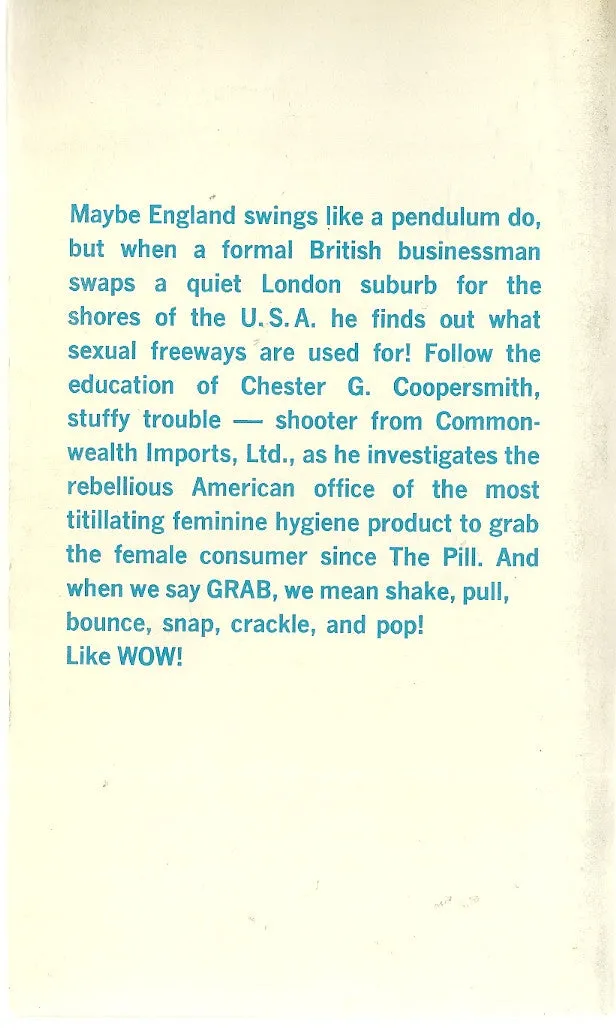 Maybe England swings like a pendulum do,
but when a formal British businessman
swaps a quiet London suburb for the
shores of the U.S.A. he finds out what
sexual freeways are used for! Follow the
education of Chester G. Coopersmith,
stuffy trouble — shooter from Common-
wealth Imports, Ltd., as he investigates the
rebellious American office of the most
titillating feminine hygiene product to grab
the female consumer since The Pill. And
when we say GRAB, we mean shake, pull,
bounce, snap, crackle, and pop!
Like WOW!